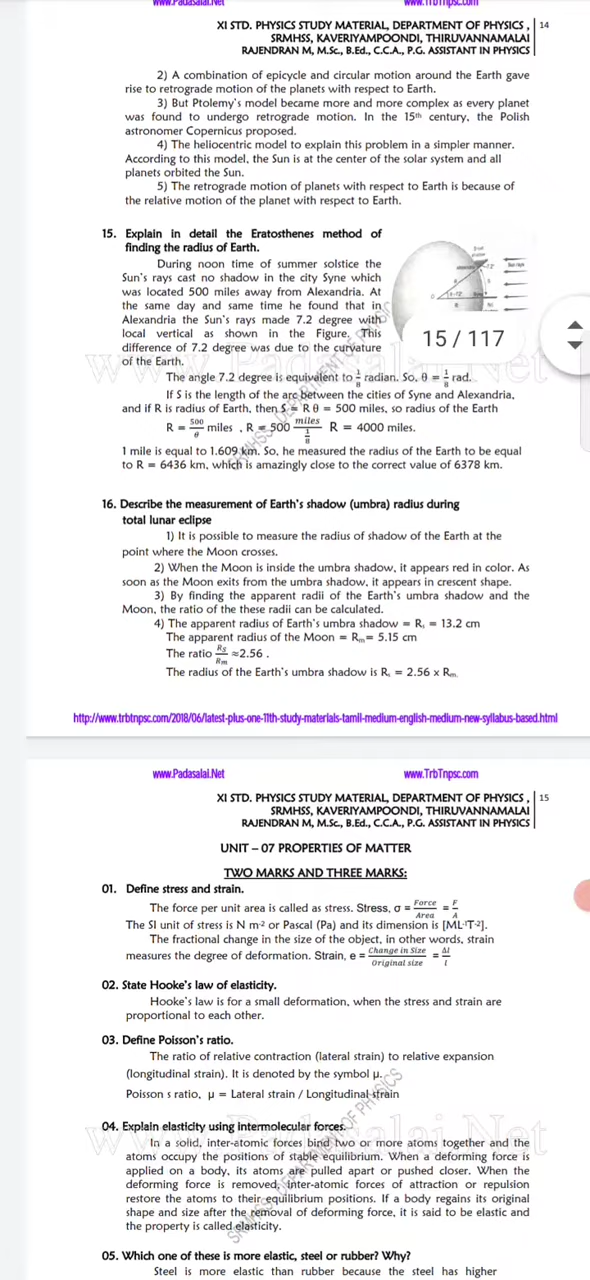 www.Padasalai.Net www.TrbTnpsc.com
XI STD. PHYSICS STUDY MATERIAL, DEPARTMENT OF PHYSICS , 14
SRMHSS, KAVERIYAMPOONDI, THIRUVANNAMALAI
RAJENDRAN M, M.Sc., B.Ed., C.C.A., P.G. ASSISTANT IN PHYSICS
2) A combination of epicycle and circular motion around the Earth gave
rise to retrograde motion of the planets with respect to Earth.
3) But Ptolemy's model became more and more complex as every planet
was found to undergo retrograde motion. In the 15th century, the Polish
astronomer Copernicus proposed.
4) The heliocentric model to explain this problem in a simpler manner.
According to this model, the Sun is at the center of the solar system and all
planets orbited the Sun.
5) The retrograde motion of planets with respect to Earth is because of
the relative motion of the planet with respect to Earth.
15. Explain in detail the Eratosthenes method of
finding the radius of Earth.
During noon time of summer solstice the
Sun's rays cast no shadow in the city Syne which
was located 500 miles away from Alexandria. At
the same day and same time he found that in
Alexandria the Sun's rays made 7.2 degree with
local vertical as shown in the Figure. This
difference of 7.2 degree was due to the curvature
of the Earth.
Sun rays
15 / 117
The angle 7.2 degree is equivalent to 1/8 radian. So, θ = 1/8 rad.
If S is the length of the arc between the cities of Syne and Alexandria,
and if R is radius of Earth, then S = R θ = 500 miles, so radius of the Earth
R = 500/θ miles , R = 500 miles/(1/8) R = 4000 miles.
1 mile is equal to 1.609 km. So, he measured the radius of the Earth to be equal
to R = 6436 km, which is amazingly close to the correct value of 6378 km.
16. Describe the measurement of Earth's shadow (umbra) radius during
total lunar eclipse
1) It is possible to measure the radius of shadow of the Earth at the
point where the Moon crosses.
2) When the Moon is inside the umbra shadow, it appears red in color. As
soon as the Moon exits from the umbra shadow, it appears in crescent shape.
3) By finding the apparent radii of the Earth's umbra shadow and the
Moon, the ratio of the these radii can be calculated.
4) The apparent radius of Earth's umbra shadow = Rs = 13.2 cm
The apparent radius of the Moon = Rm= 5.15 cm
The ratio Rs/Rm ≈2.56 .
The radius of the Earth's umbra shadow is Rs = 2.56 x Rm.
http://www.trbtnpsc.com/2018/06/latest-plus-one-11th-study-materials-tamil-medium-english-medium-new-syllabus-based.html
www.Padasalai.Net www.TrbTnpsc.com
XI STD. PHYSICS STUDY MATERIAL, DEPARTMENT OF PHYSICS , 15
SRMHSS, KAVERIYAMPOONDI, THIRUVANNAMALAI
RAJENDRAN M, M.Sc., B.Ed., C.C.A., P.G. ASSISTANT IN PHYSICS
UNIT – 07 PROPERTIES OF MATTER
TWO MARKS AND THREE MARKS:
01. Define stress and strain.
The force per unit area is called as stress. Stress, σ = Force/Area = F/A
The SI unit of stress is N m-2 or Pascal (Pa) and its dimension is [ML-1T-2].
The fractional change in the size of the object, in other words, strain
measures the degree of deformation. Strain, e = Change in Size/Original size = Δl/l
02. State Hooke's law of elasticity.
Hooke's law is for a small deformation, when the stress and strain are
proportional to each other.
03. Define Poisson's ratio.
The ratio of relative contraction (lateral strain) to relative expansion
(longitudinal strain). It is denoted by the symbol μ.
Poisson s ratio, μ = Lateral strain / Longitudinal strain
04. Explain elasticity using intermolecular forces.
In a solid, inter-atomic forces bind two or more atoms together and the
atoms occupy the positions of stable equilibrium. When a deforming force is
applied on a body, its atoms are pulled apart or pushed closer. When the
deforming force is removed, inter-atomic forces of attraction or repulsion
restore the atoms to their equilibrium positions. If a body regains its original
shape and size after the removal of deforming force, it is said to be elastic and
the property is called elasticity.
05. Which one of these is more elastic, steel or rubber? Why?
Steel is more elastic than rubber because the steel has higher